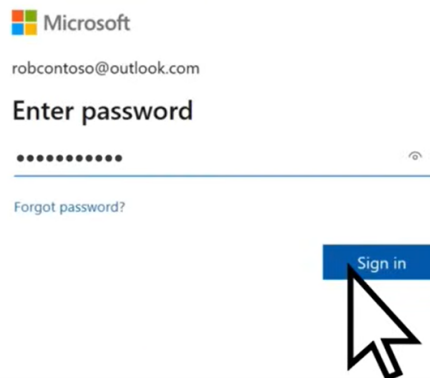 Microsoft
robcontoso@outlook.com
Enter password
•••••••••••
Forgot password?
Sign in